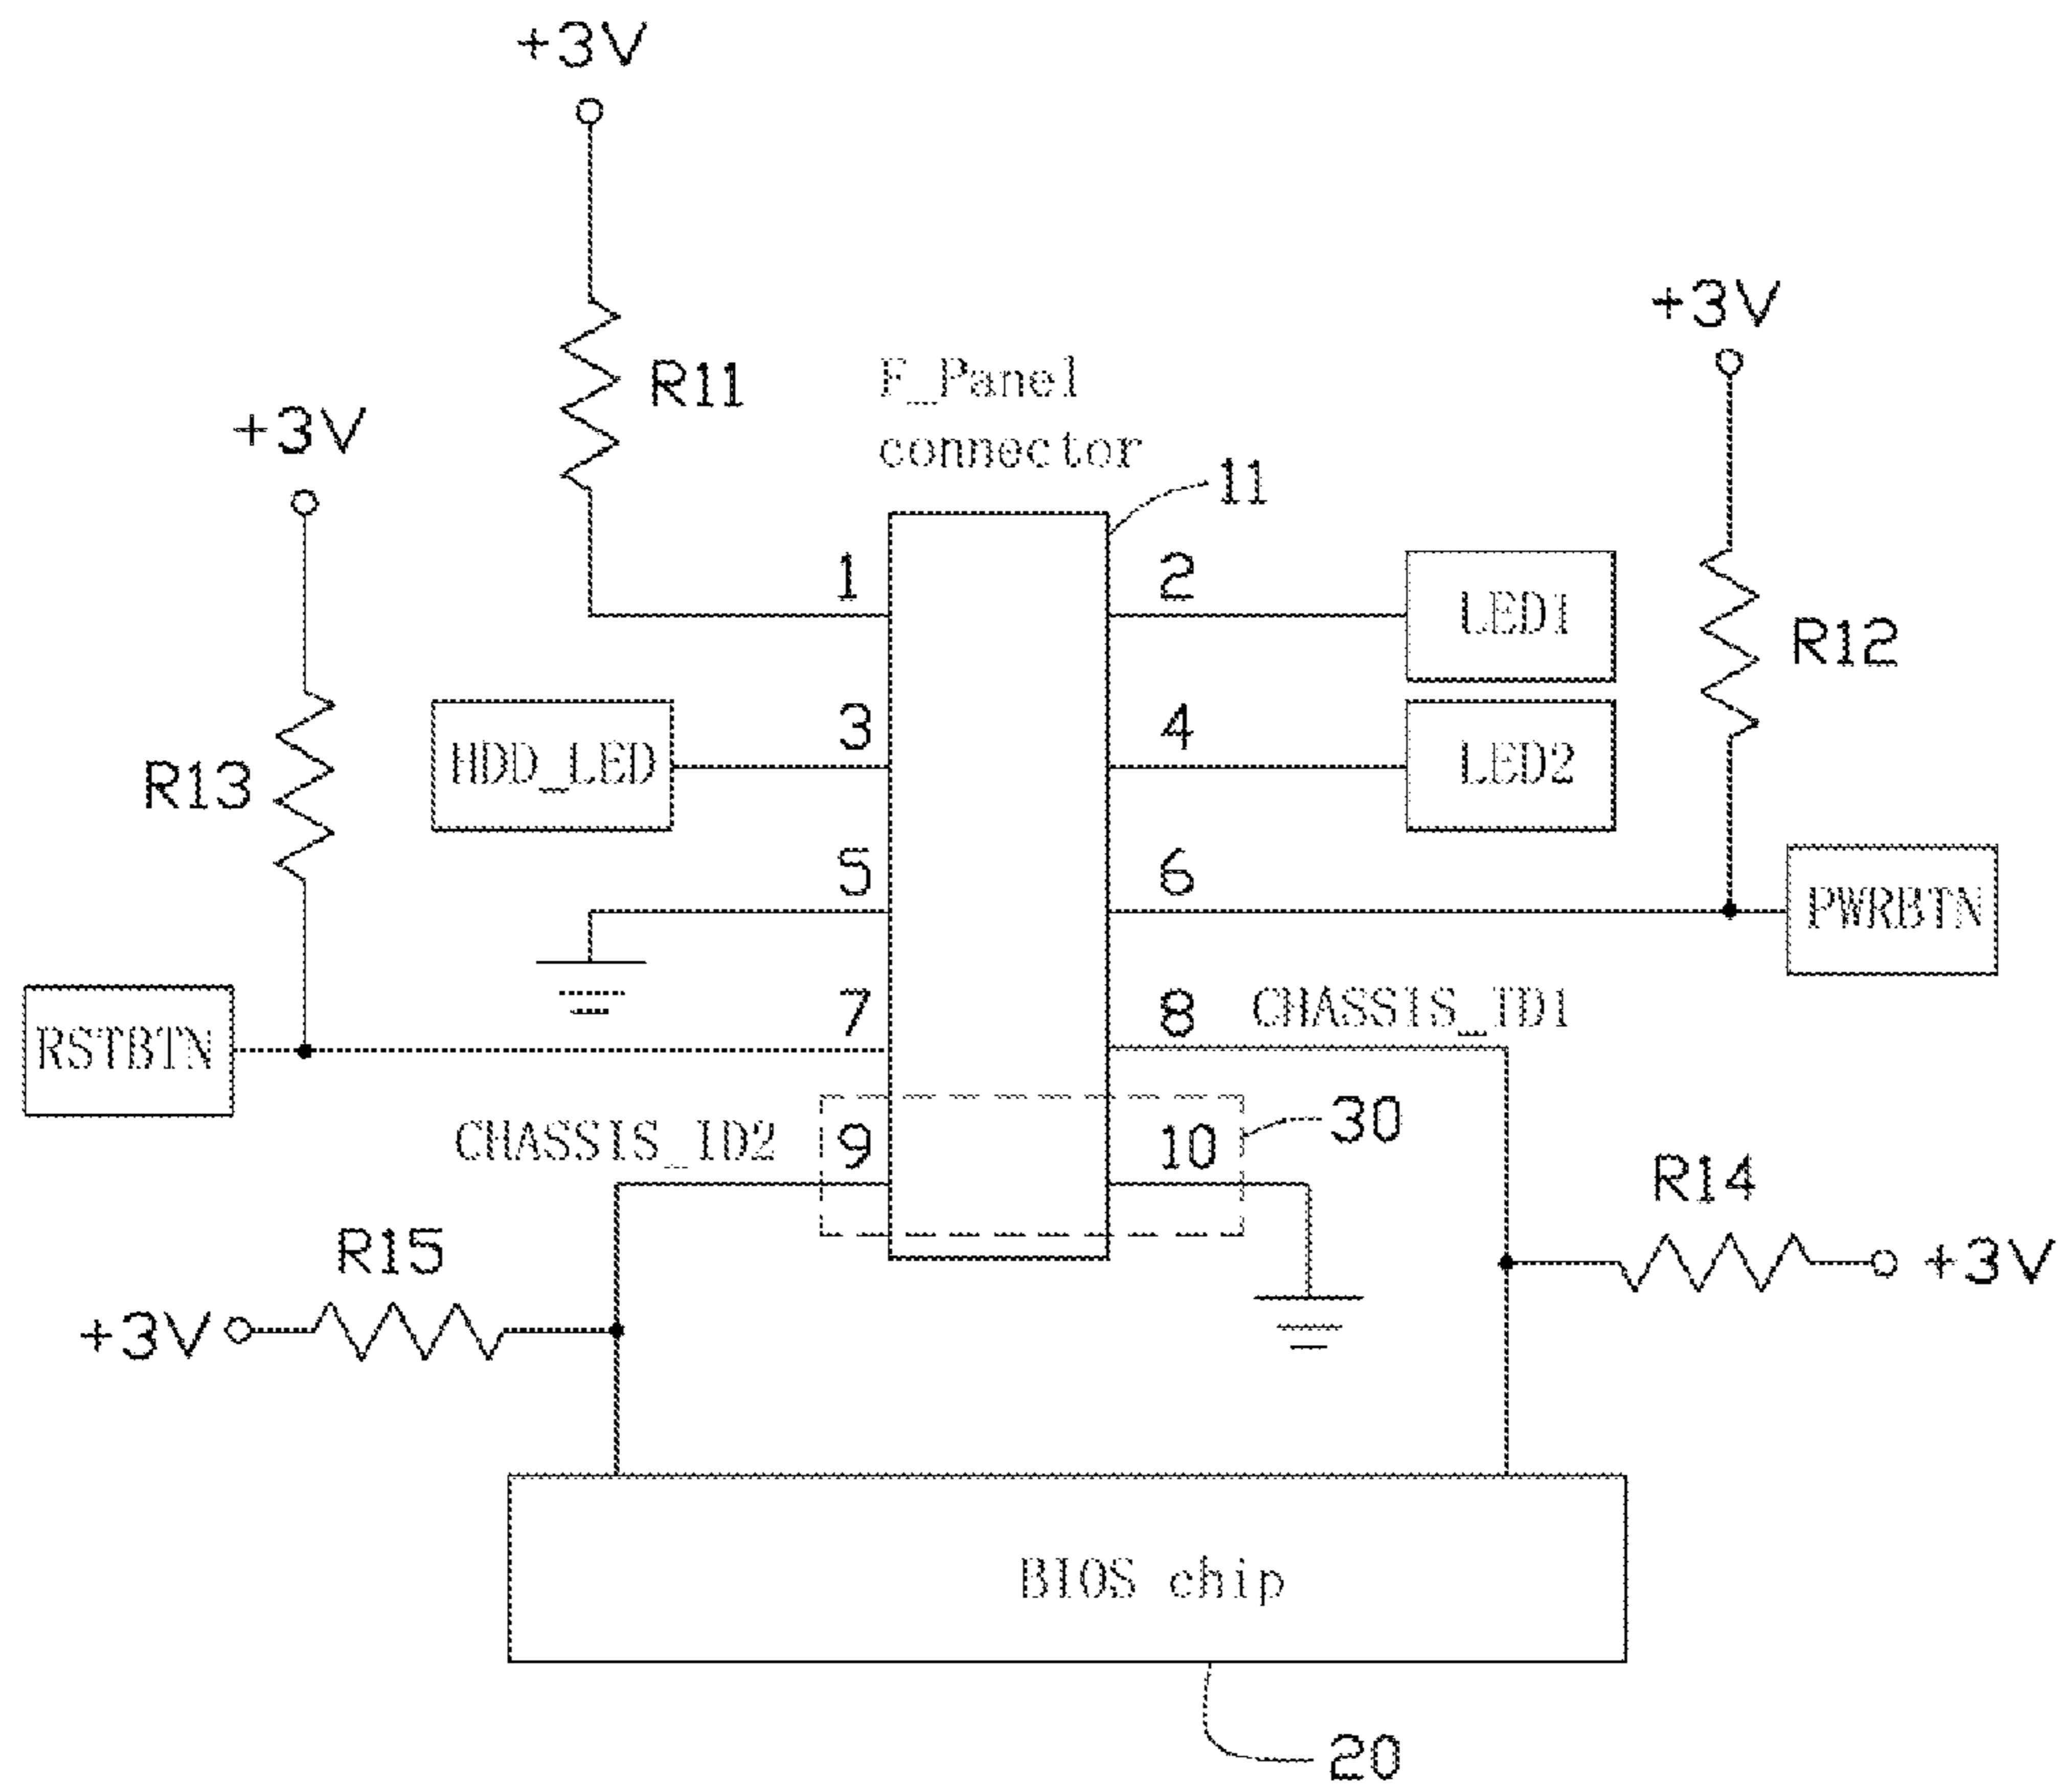 +3V
+3V
R11
F_Panel
connector
+3V
11
1
2
LED1
R12
3
4
HDD_LED
LED2
R13
5
6
PWRBTN
7
8
CHASSIS_ID1
RSTBTN
30
CHASSIS_ID2
9
10
R14
R15
+3V
+3V
BIOS chip
20